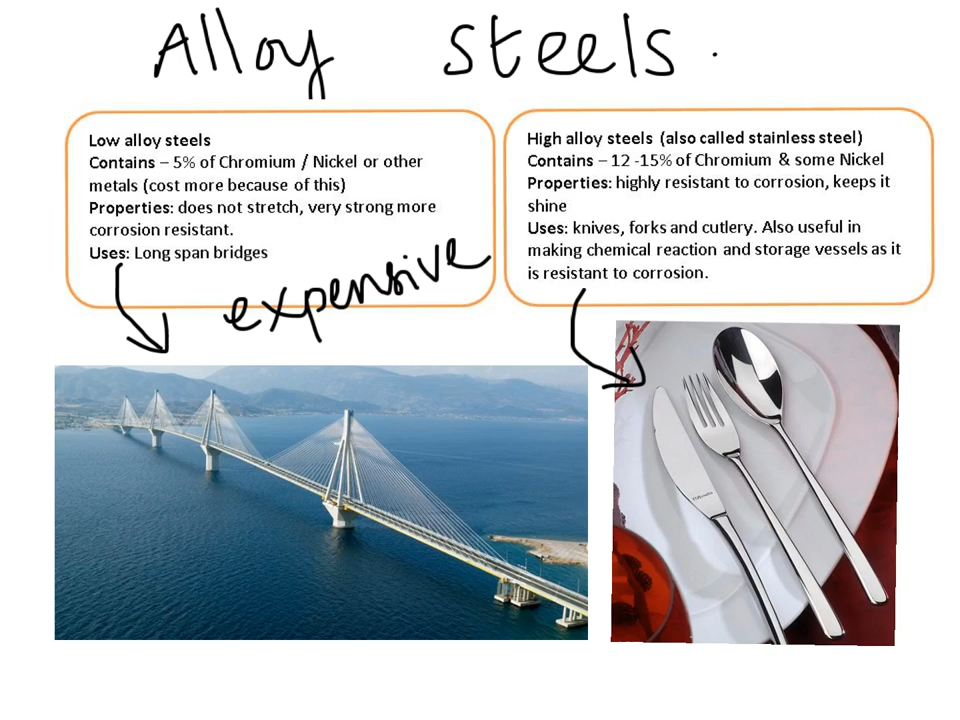 Alloy steels.
Low alloy steels
Contains – 5% of Chromium / Nickel or other
metals (cost more because of this)
Properties: does not stretch, very strong more
corrosion resistant.
Uses: Long span bridges
expensive
High alloy steels (also called stainless steel)
Contains – 12 -15% of Chromium & some Nickel
Properties: highly resistant to corrosion, keeps it
shine
Uses: knives, forks and cutlery. Also useful in
making chemical reaction and storage vessels as it
is resistant to corrosion.